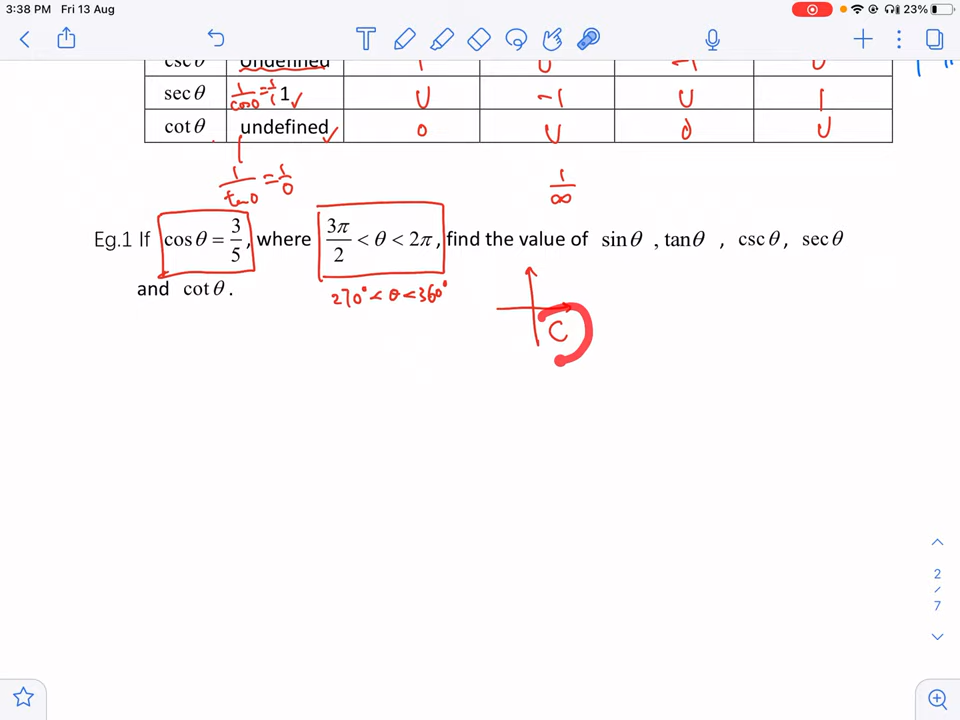 3:38 PM Fri 13 Aug 23%
T
csc θ undefined 1 U -1 U
sec θ 1/cos0 = 1/1 1 ✓ U -1 U 1
cot θ undefined ✓ 0 U 0 U
1/tan0 = 1/0 1/∞
Eg.1 If cos θ = 3/5, where 3π/2 < θ < 2π, find the value of sin θ , tan θ , csc θ, sec θ
and cot θ.
270° < θ < 360°
C
2
/
7